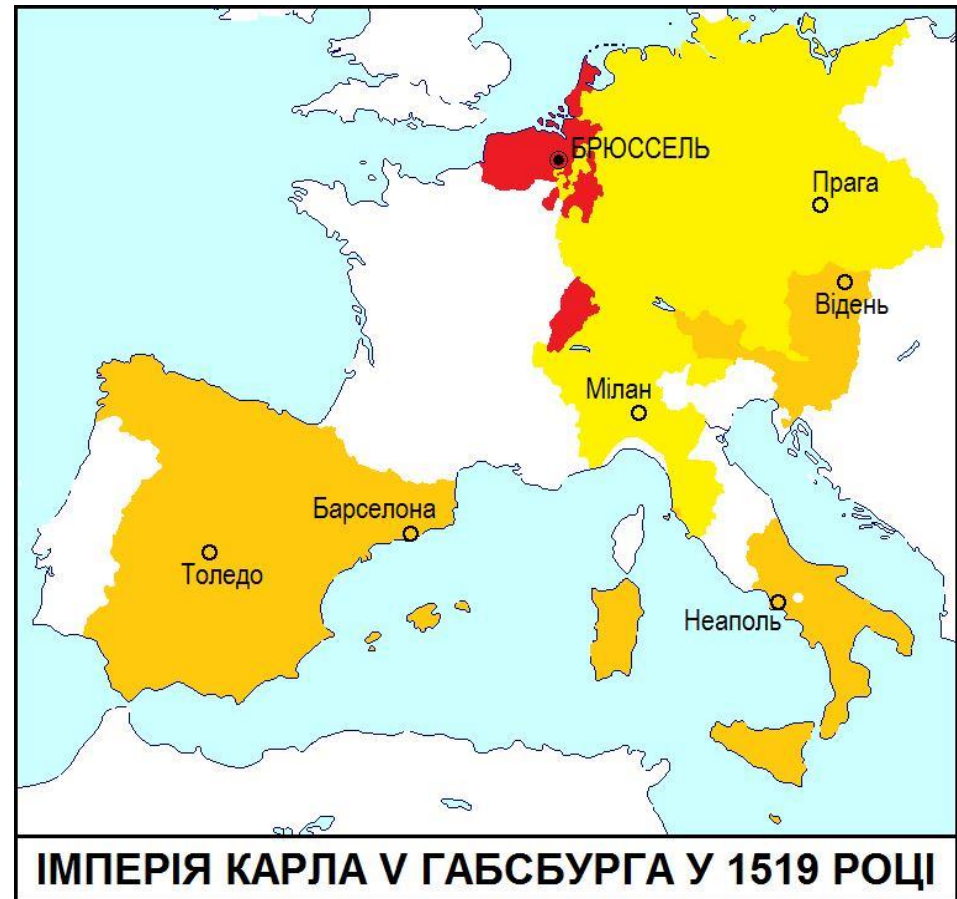 БРЮССЕЛЬ
Прага
Відень
Мілан
Барселона
Толедо
Неаполь
ІМПЕРІЯ КАРЛА V ГАБСБУРГА У 1519 РОЦІ